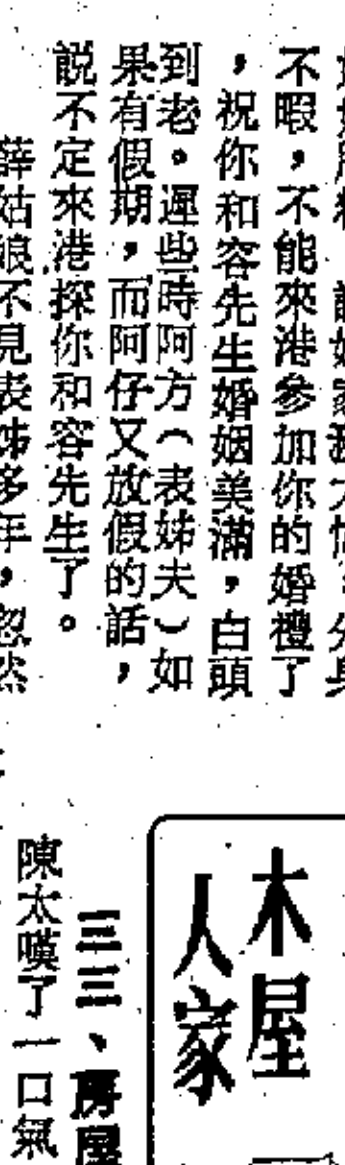 不暇，不能來港參加你的婚禮了
，祝你和容先生婚姻美滿，白頭
到老。遲些時阿方（表姊夫）如
果有假期，而阿仔又放假的話，
説不定來港探你和容先生了。
薛姑娘不見表姊多年，忽然
木屋
人家
三三、房屋
陳太嘆了一口氣